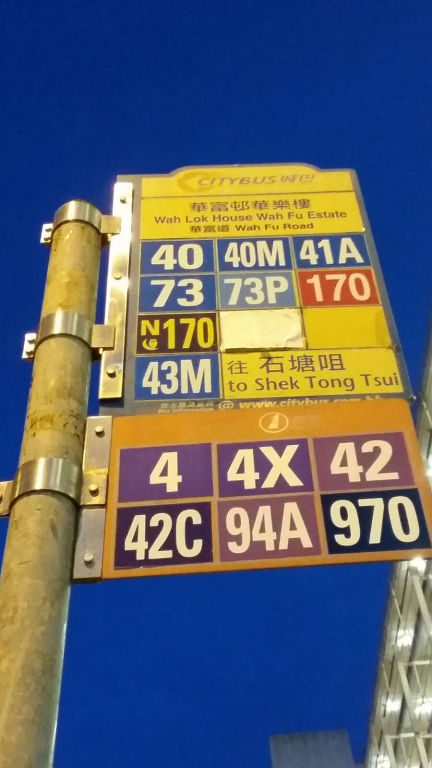 CITYBUS 城巴
華富邨華樂樓
Wah Lok House Wah Fu Estate
華富道 Wah Fu Road
40 40M 41A
73 73P 170
N170
43M 往 石塘咀
to Shek Tong Tsui
@ www.citybus.com.hk
4 4X 42
42C 94A 970